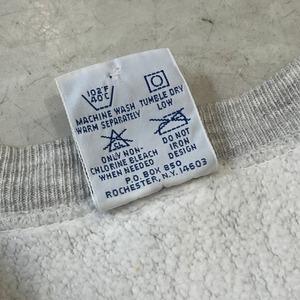 102°F
40°C
MACHINE WASH
WARM SEPARATELY
TUMBLE DRY
LOW
CL
ONLY NON-
CHLORINE BLEACH
WHEN NEEDED
DO NOT
IRON
DESIGN
P.O. BOX 850
ROCHESTER, N.Y. 14603